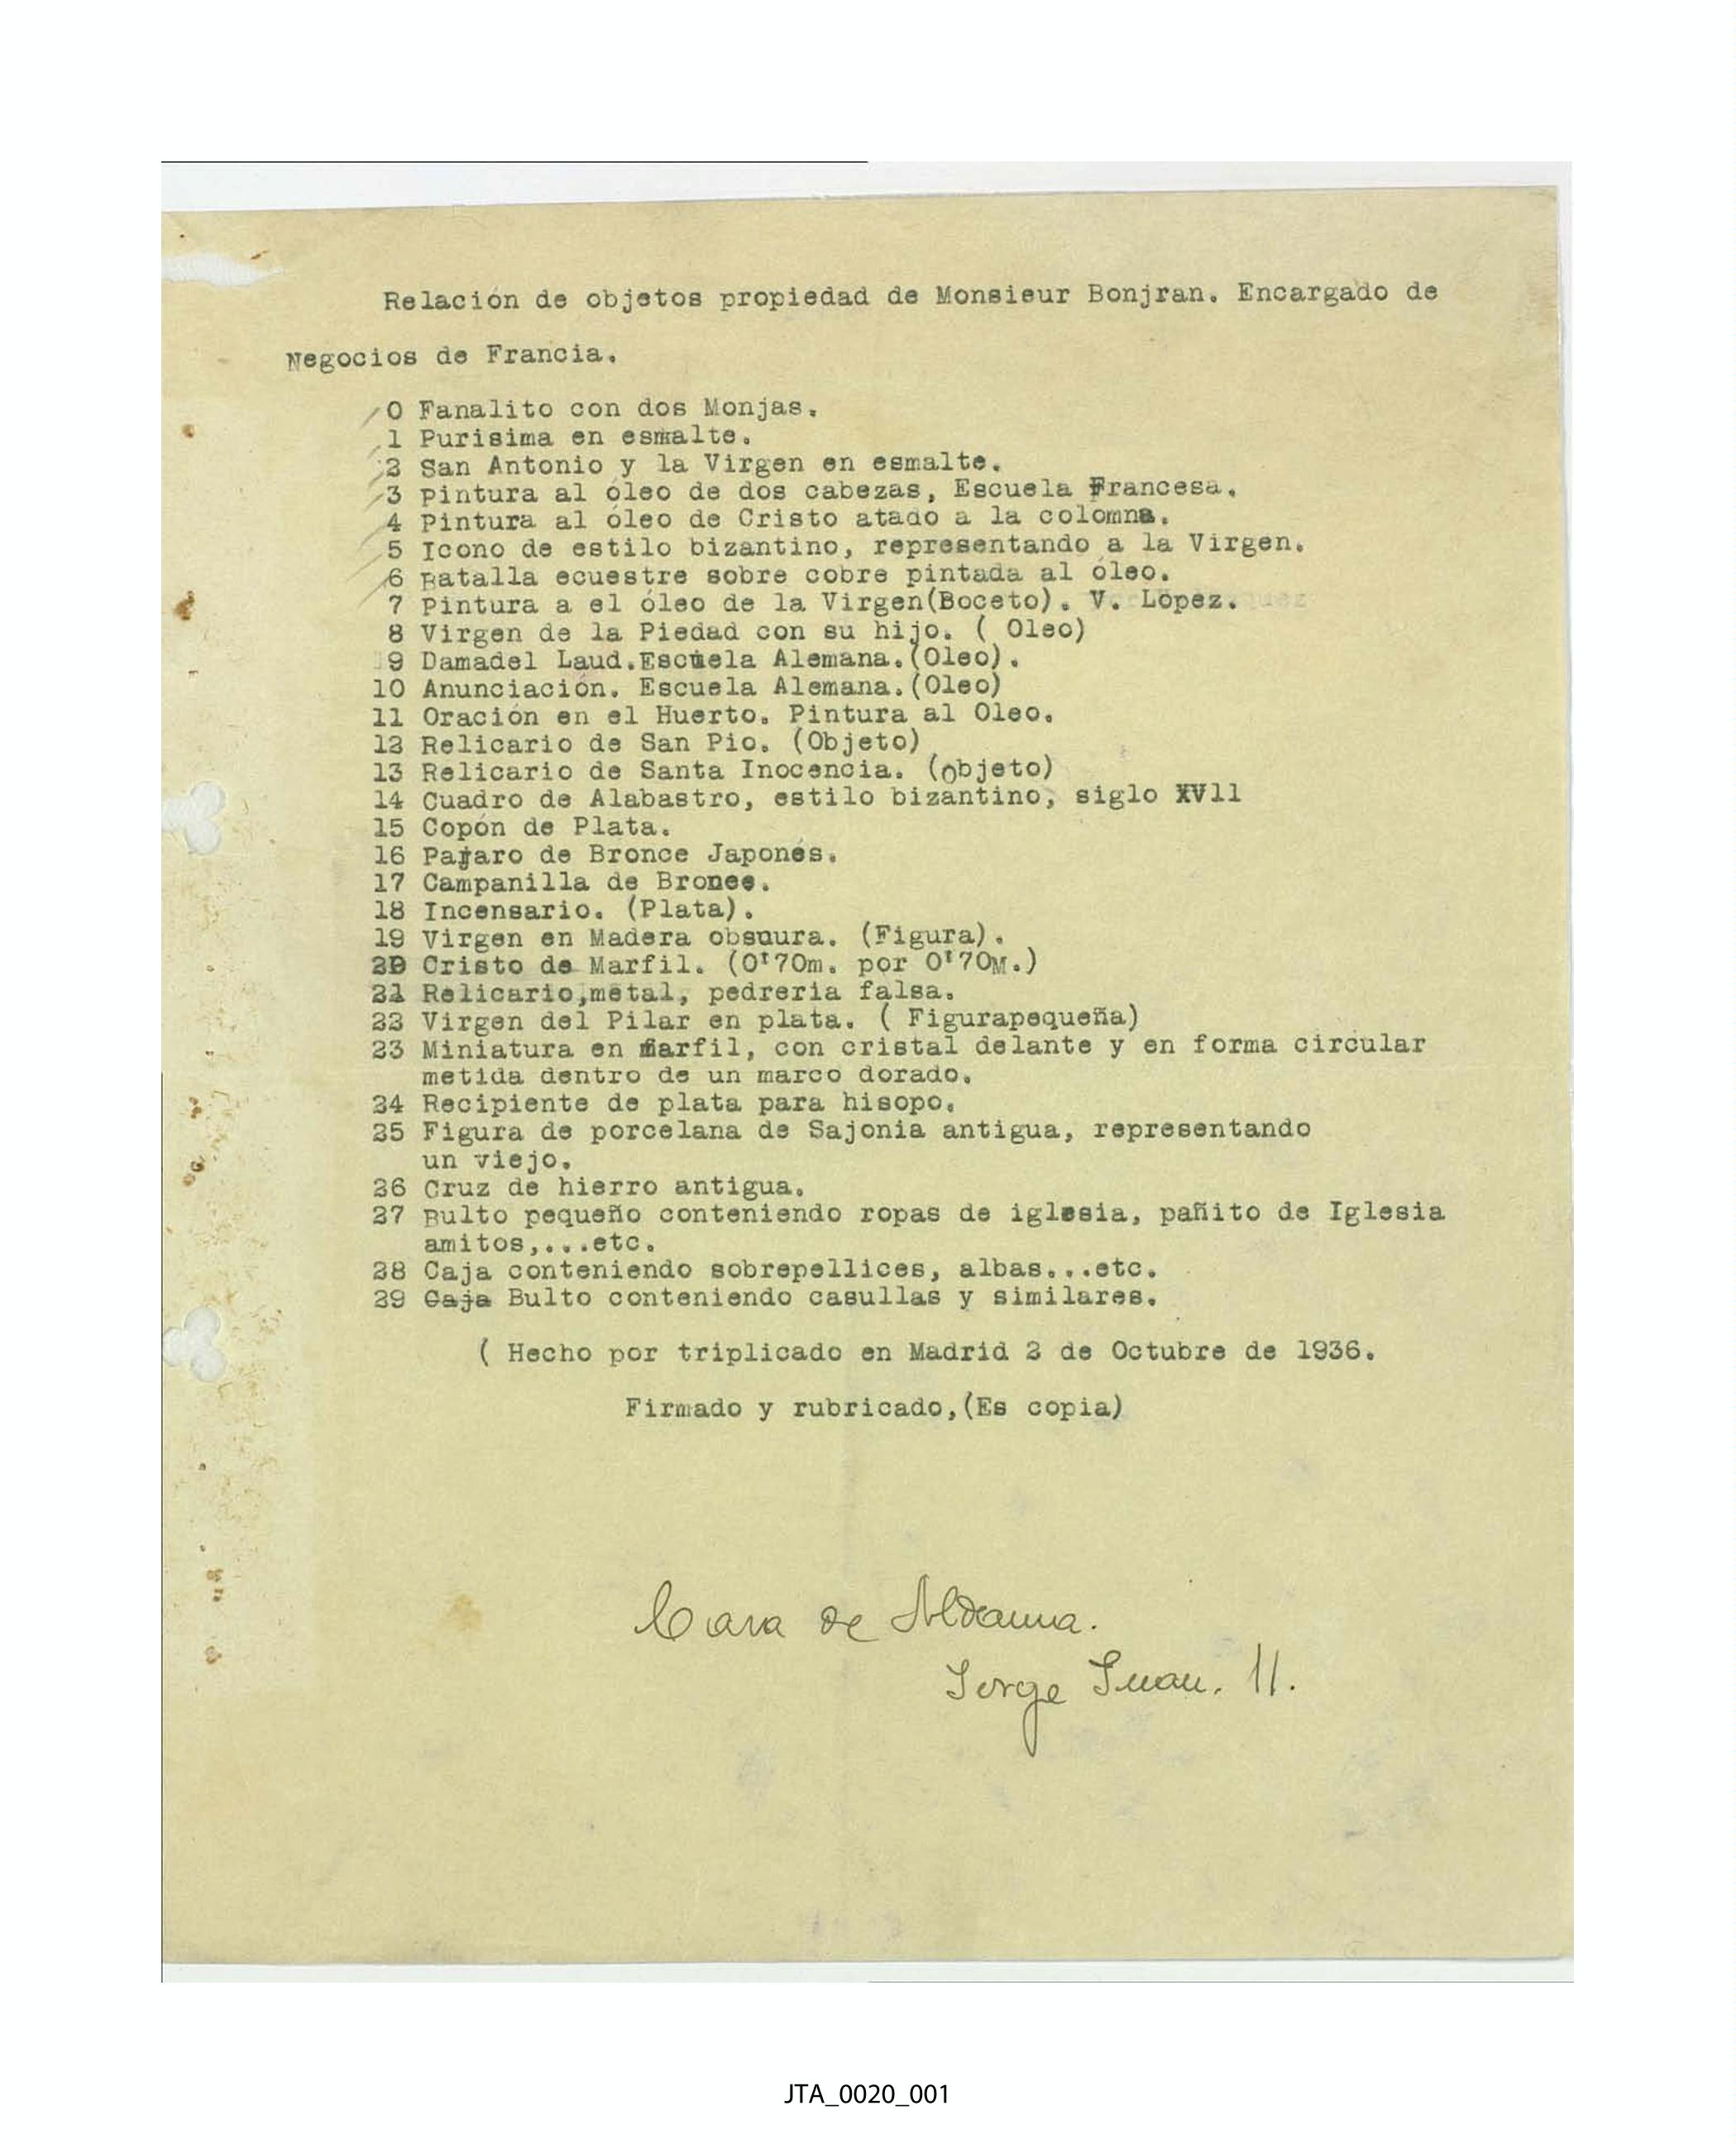 Relación de objetos propiedad de Monsieur Bonjran. Encargado de
Negocios de Francia.
0 Fanalito con dos Monjas.
1 Purisima en esmalte.
2 San Antonio y la Virgen en esmalte.
3 Pintura al óleo de dos cabezas, Escuela Francesa.
4 Pintura al óleo de Cristo atado a la colomna.
5 Icono de estilo bizantino, representando a la Virgen.
6 Batalla ecuestre sobre cobre pintada al óleo.
7 Pintura a el óleo de la Virgen(Boceto). V. López.
8 Virgen de la Piedad con su hijo. ( Oleo)
9 Damadel Laud.Escuela Alemana.(Oleo).
10 Anunciación. Escuela Alemana.(Oleo)
11 Oración en el Huerto. Pintura al Oleo.
12 Relicario de San Pio. (Objeto)
13 Relicario de Santa Inocencia. (Objeto)
14 Cuadro de Alabastro, estilo bizantino, siglo XVll
15 Copón de Plata.
16 Pajaro de Bronce Japonés.
17 Campanilla de Bronee.
18 Incensario. (Plata).
19 Virgen en Madera obsuura. (Figura).
20 Cristo de Marfil. (0'70m. por 0'70M.)
21 Relicario,metal, pedreria falsa.
22 Virgen del Pilar en plata. ( Figurapequeña)
23 Miniatura en marfil, con cristal delante y en forma circular
metida dentro de un marco dorado.
24 Recipiente de plata para hisopo.
25 Figura de porcelana de Sajonia antigua, representando
un viejo.
26 Cruz de hierro antigua.
27 Bulto pequeño conteniendo ropas de iglesia, pañito de Iglesia
amitos,...etc.
28 Caja conteniendo sobrepellices, albas...etc.
29 Caja Bulto conteniendo casullas y similares.
( Hecho por triplicado en Madrid 2 de Octubre de 1936.
Firmado y rubricado,(Es copia)
Casa de Aldama.
Jorge Juan. 11.
JTA_0020_001